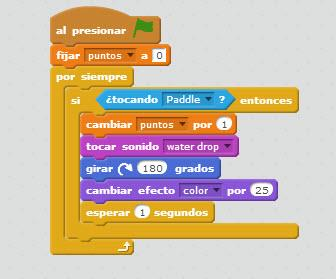 al presionar
fijar puntos a 0
por siempre
si ¿tocando Paddle ? entonces
cambiar puntos por 1
tocar sonido water drop
girar 180 grados
cambiar efecto color por 25
esperar 1 segundos